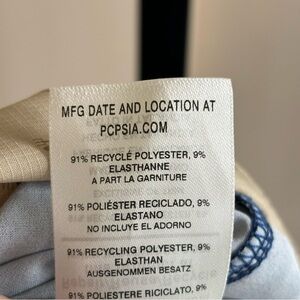 MFG DATE AND LOCATION AT
PCPSIA.COM
91% RECYCLÉ POLYESTER, 9%
ELASTHANNE
A PART LA GARNITURE
91% POLIÉSTER RECICLADO, 9%
ELASTANO
NO INCLUYE EL ADORNO
91% RECYCLING POLYESTER, 9%
ELASTHAN
AUSGENOMMEN BESATZ
91% POLIESTERE RICICLATO, 9%